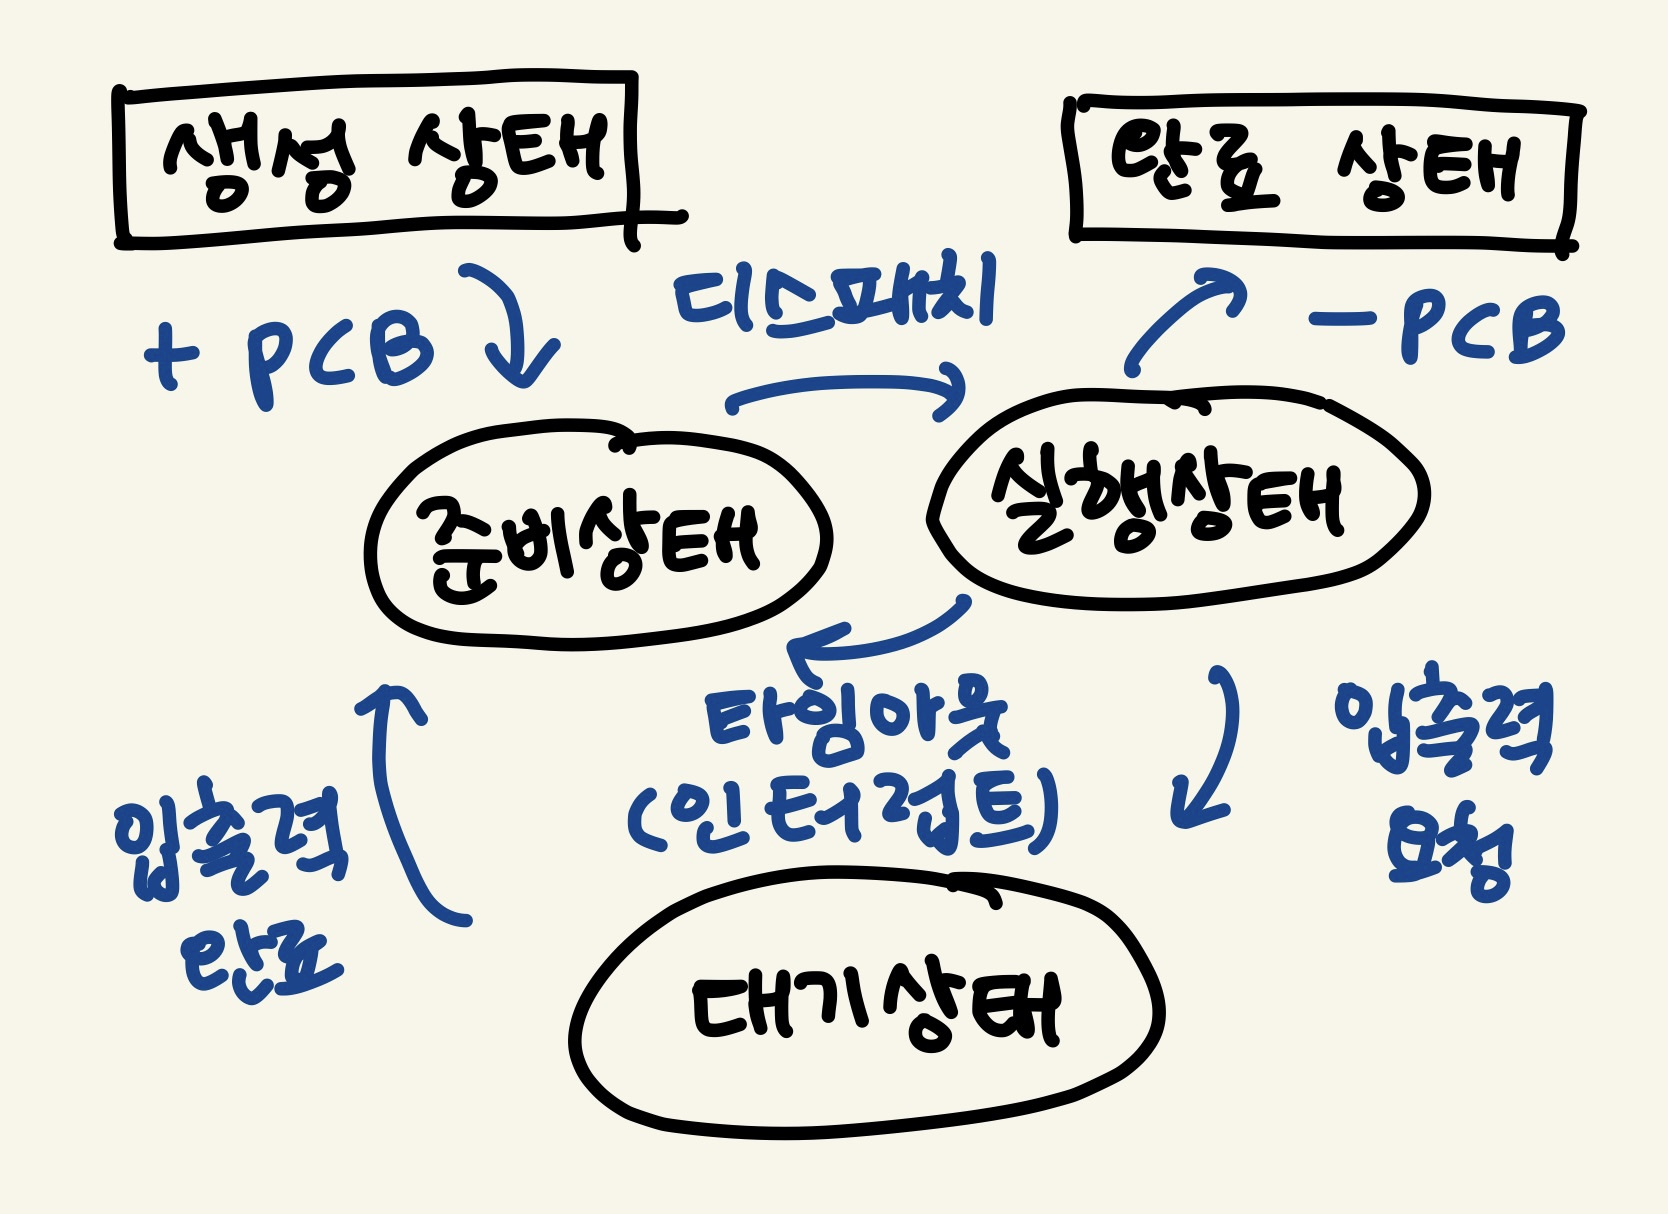 생성 상태
완료 상태
+ PCB
디스패치
- PCB
준비상태
실행상태
타임아웃
(인터럽트)
입출력
요청
입출력
완료
대기상태